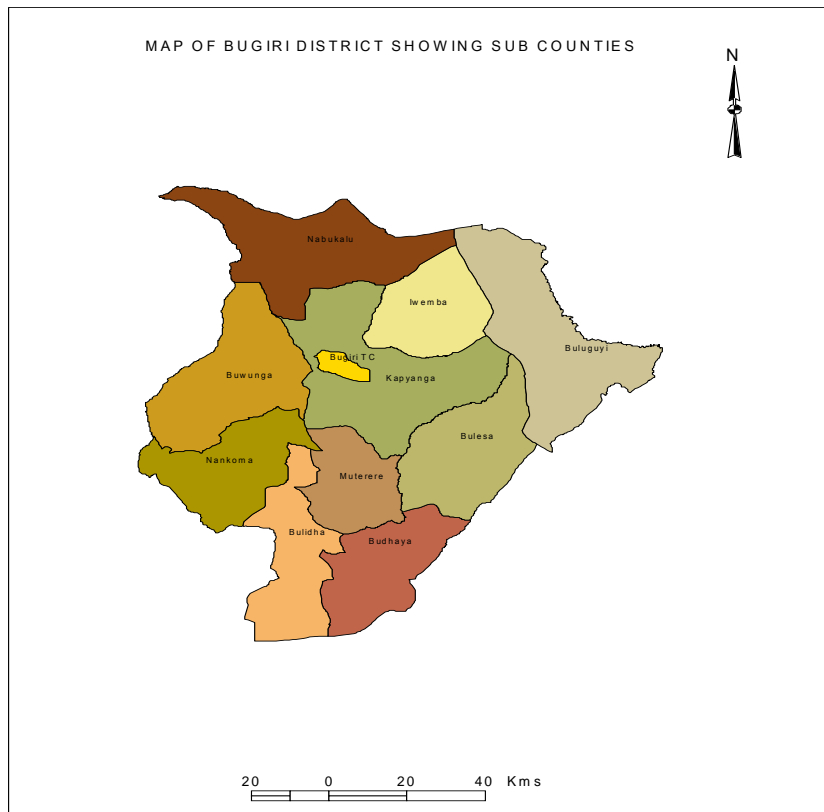 MAP OF BUGIRI DISTRICT SHOWING SUB COUNTIES
N
Nabukalu
Iwemba
Buluguyi
Bugiri TC
Buwunga
Kapyanga
Bulesa
Nankoma
Muterere
Bulidha
Budhaya
20 0 20 40 Kms